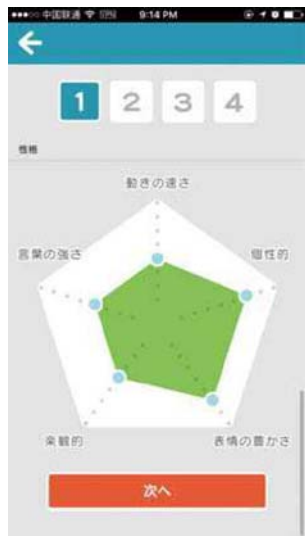 中国联通
9:14 PM
1 2 3 4
性格
動きの速さ
言葉の強さ
個性的
楽観的
表情の豊かさ
次へ